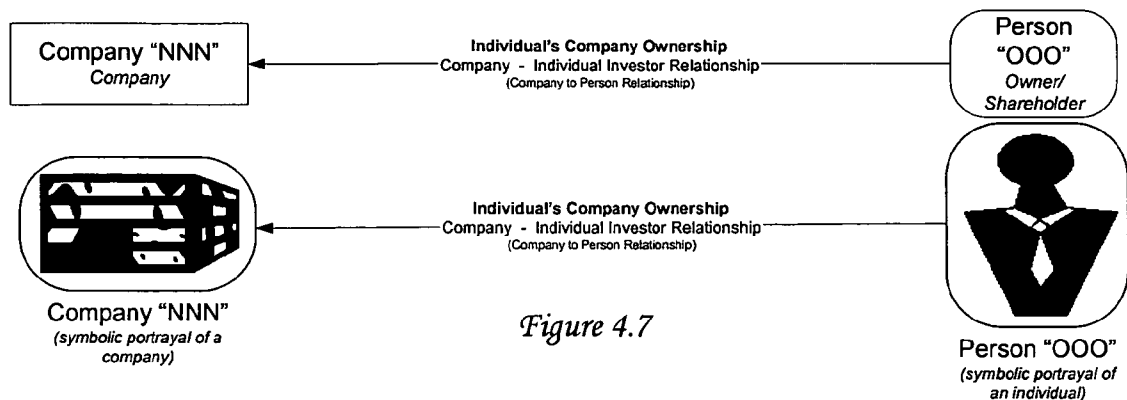 Company “NNN”
Company
Individual's Company Ownership
Company - Individual Investor Relationship
(Company to Person Relationship)
Person
“OOO”
Owner/
Shareholder
Individual's Company Ownership
Company - Individual Investor Relationship
(Company to Person Relationship)
Company “NNN”
(symbolic portrayal of a
company)
Figure 4.7
Person “OOO”
(symbolic portrayal of
an individual)